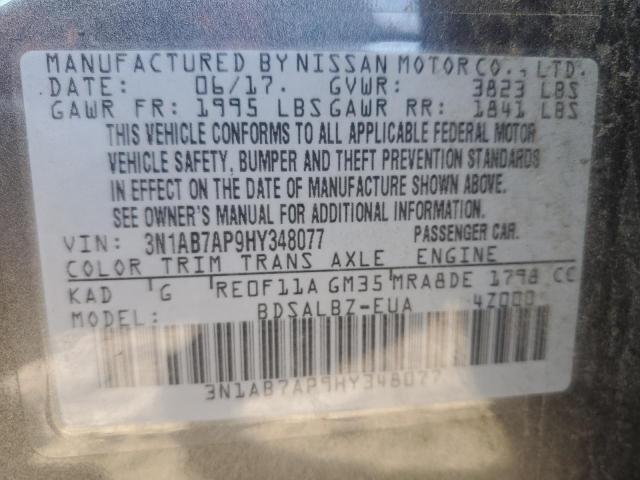 MANUFACTURED BY NISSAN MOTOR CO., LTD.
DATE: 06/17. GVWR: 3823 LBS
GAWR FR: 1995 LBS GAWR RR: 1841 LBS
THIS VEHICLE CONFORMS TO ALL APPLICABLE FEDERAL MOTOR
VEHICLE SAFETY, BUMPER AND THEFT PREVENTION STANDARDS
IN EFFECT ON THE DATE OF MANUFACTURE SHOWN ABOVE.
SEE OWNER'S MANUAL FOR ADDITIONAL INFORMATION.
VIN: 3N1AB7AP9HY348077 PASSENGER CAR.
COLOR TRIM TRANS AXLE ENGINE
KAD G RE0F11A GM35 MRA8DE 1798 CC
MODEL: BDSALBZ-EUA 4Z000
3N1AB7AP9HY348077